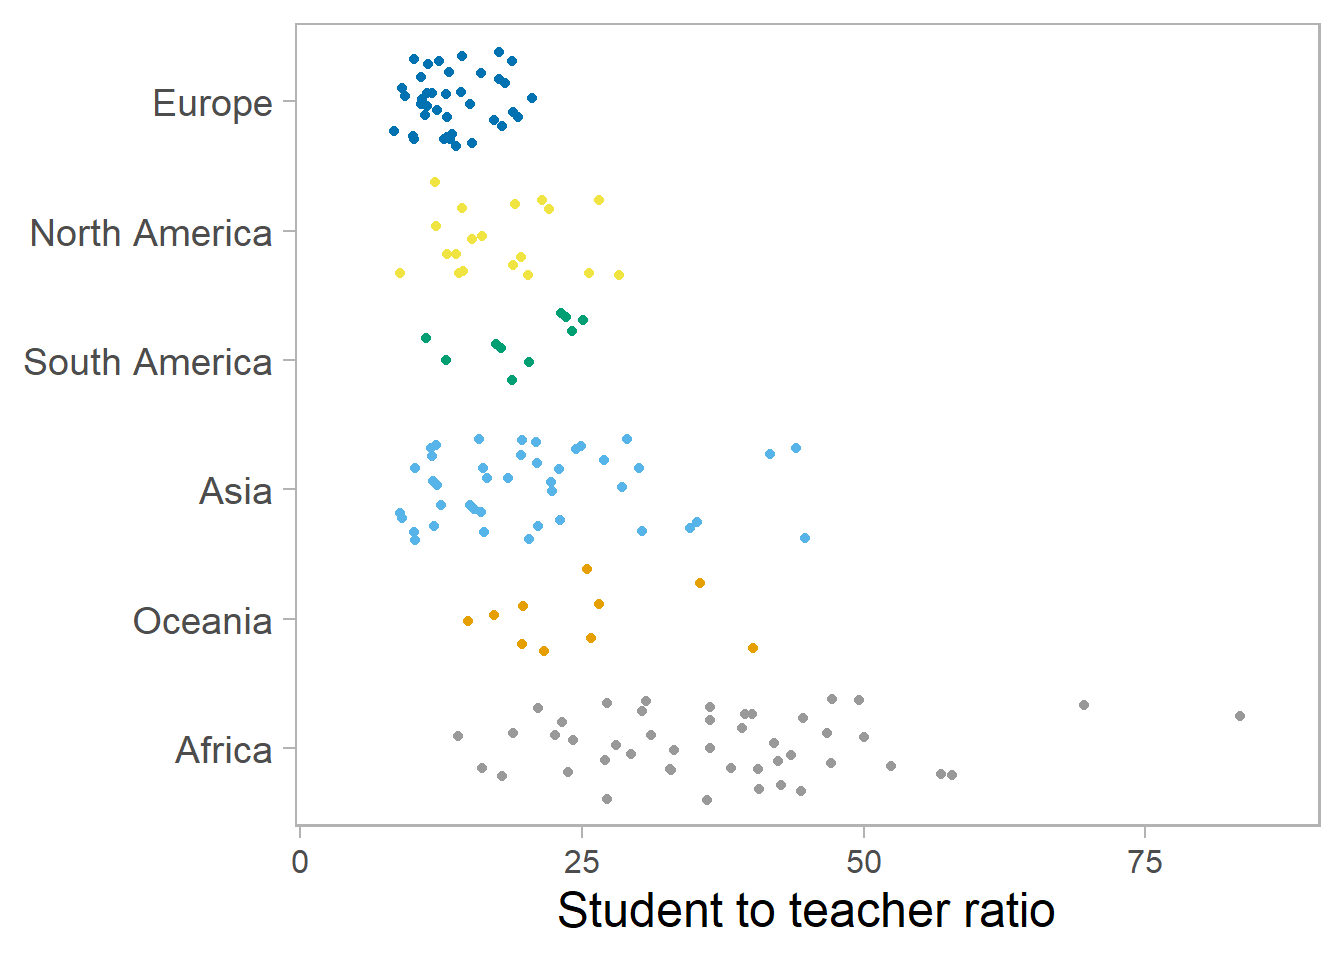 Europe
North America
South America
Asia
Oceania
Africa
0 25 50 75
Student to teacher ratio